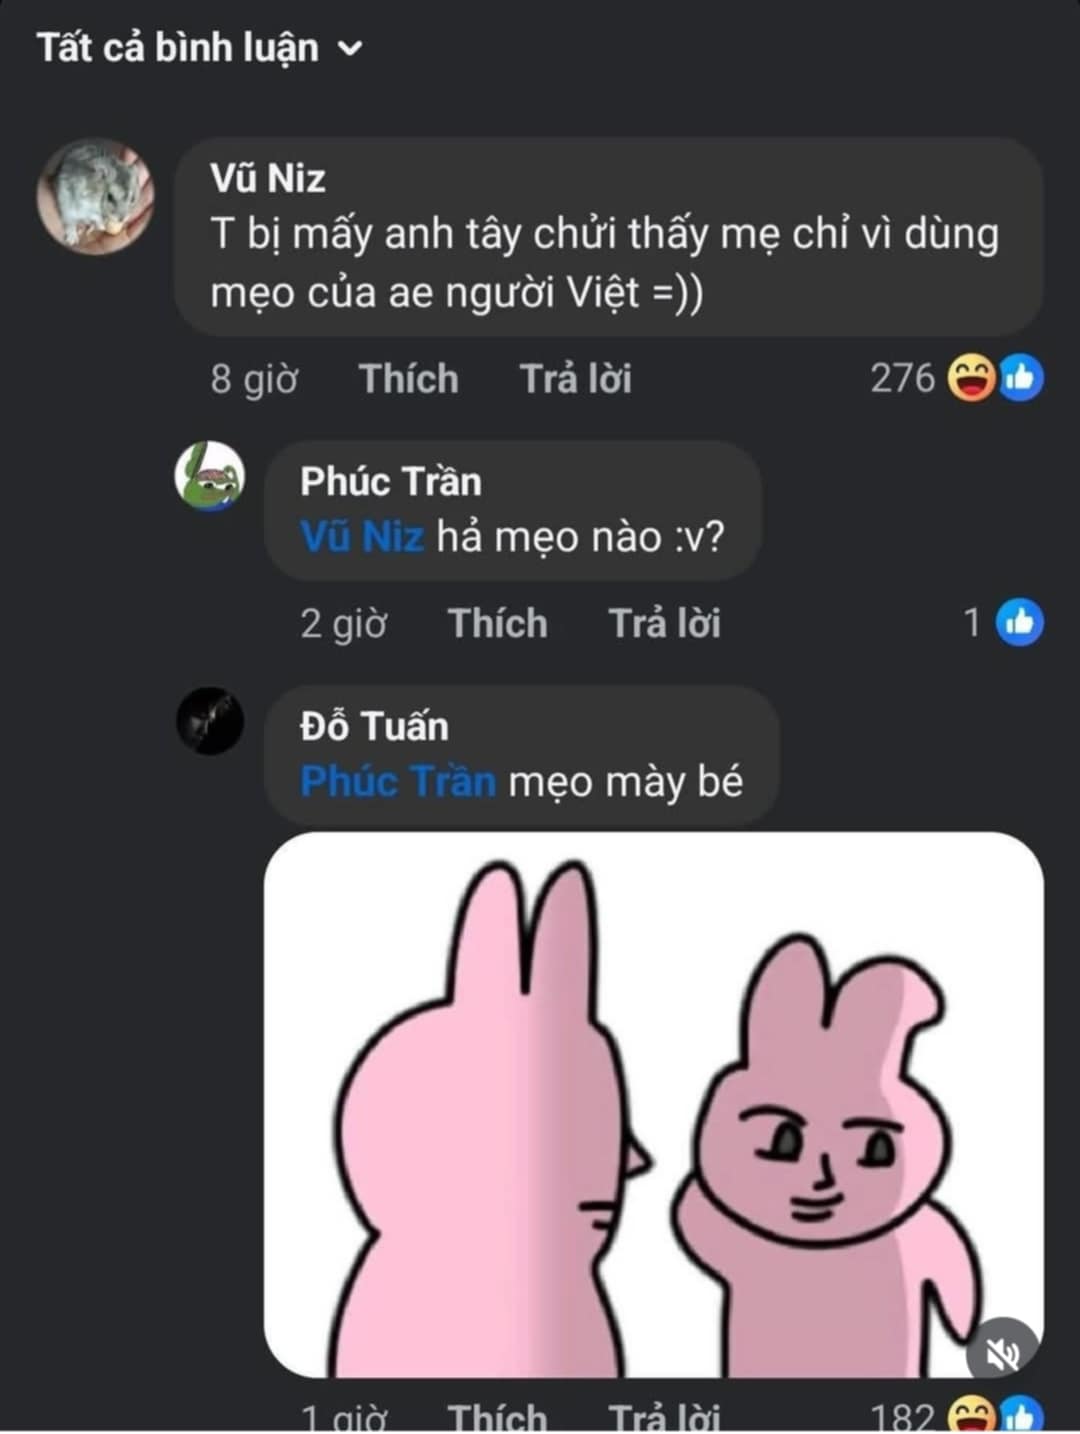 Tất cả bình luận
Vũ Niz
T bị mấy anh tây chửi thấy mẹ chỉ vì dùng
mẹo của ae người Việt =))
8 giờ Thích Trả lời 276
Phúc Trần
Vũ Niz hả mẹo nào :v?
2 giờ Thích Trả lời 1
Đỗ Tuấn
Phúc Trần mẹo mày bé
1 giờ Thích Trả lời 182